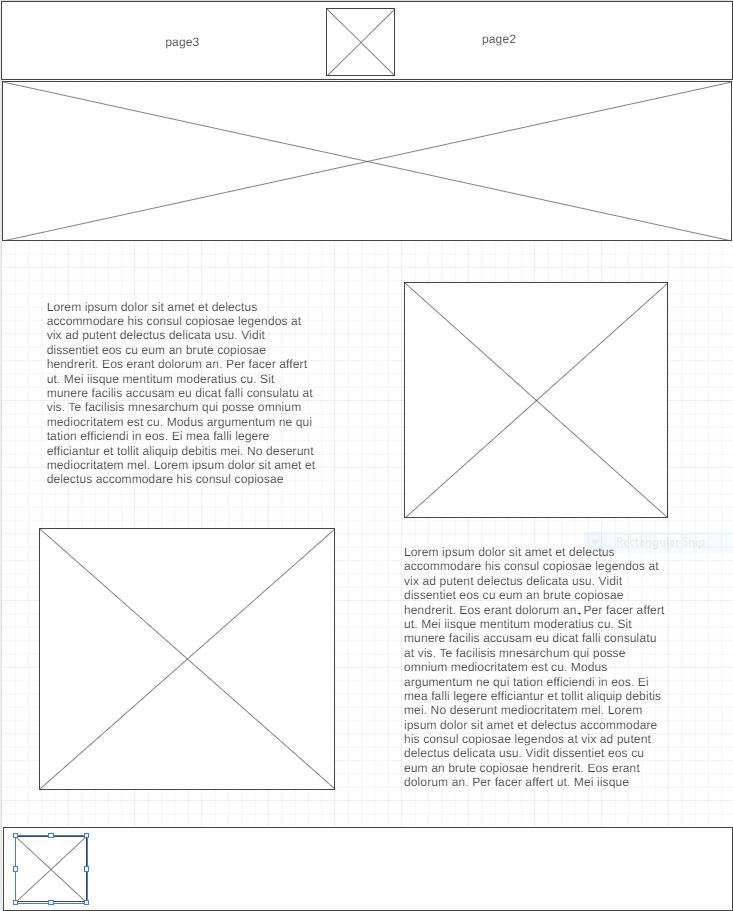 page3
page2
Lorem ipsum dolor sit amet et delectus
accommodare his consul copiosae legendos at
vix ad putent delectus delicata usu. Vidit
dissentiet eos cu eum an brute copiosae
hendrerit. Eos erant dolorum an. Per facer affert
ut. Mei iisque mentitum moderatius cu. Sit
munere facilis accusam eu dicat falli consulatu at
vis. Te facilisis mnesarchum qui posse omnium
mediocritatem est cu. Modus argumentum ne qui
tation efficiendi in eos. Ei mea falli legere
efficiantur et tollit aliquip debitis mei. No deserunt
mediocritatem mel. Lorem ipsum dolor sit amet et
delectus accommodare his consul copiosae
Rectangular Snip
Lorem ipsum dolor sit amet et delectus
accommodare his consul copiosae legendos at
vix ad putent delectus delicata usu. Vidit
dissentiet eos cu eum an brute copiosae
hendrerit. Eos erant dolorum an. Per facer affert
ut. Mei iisque mentitum moderatius cu. Sit
munere facilis accusam eu dicat falli consulatu
at vis. Te facilisis mnesarchum qui posse
omnium mediocritatem est cu. Modus
argumentum ne qui tation efficiendi in eos. Ei
mea falli legere efficiantur et tollit aliquip debitis
mei. No deserunt mediocritatem mel. Lorem
ipsum dolor sit amet et delectus accommodare
his consul copiosae legendos at vix ad putent
delectus delicata usu. Vidit dissentiet eos cu
eum an brute copiosae hendrerit. Eos erant
dolorum an. Per facer affert ut. Mei iisque